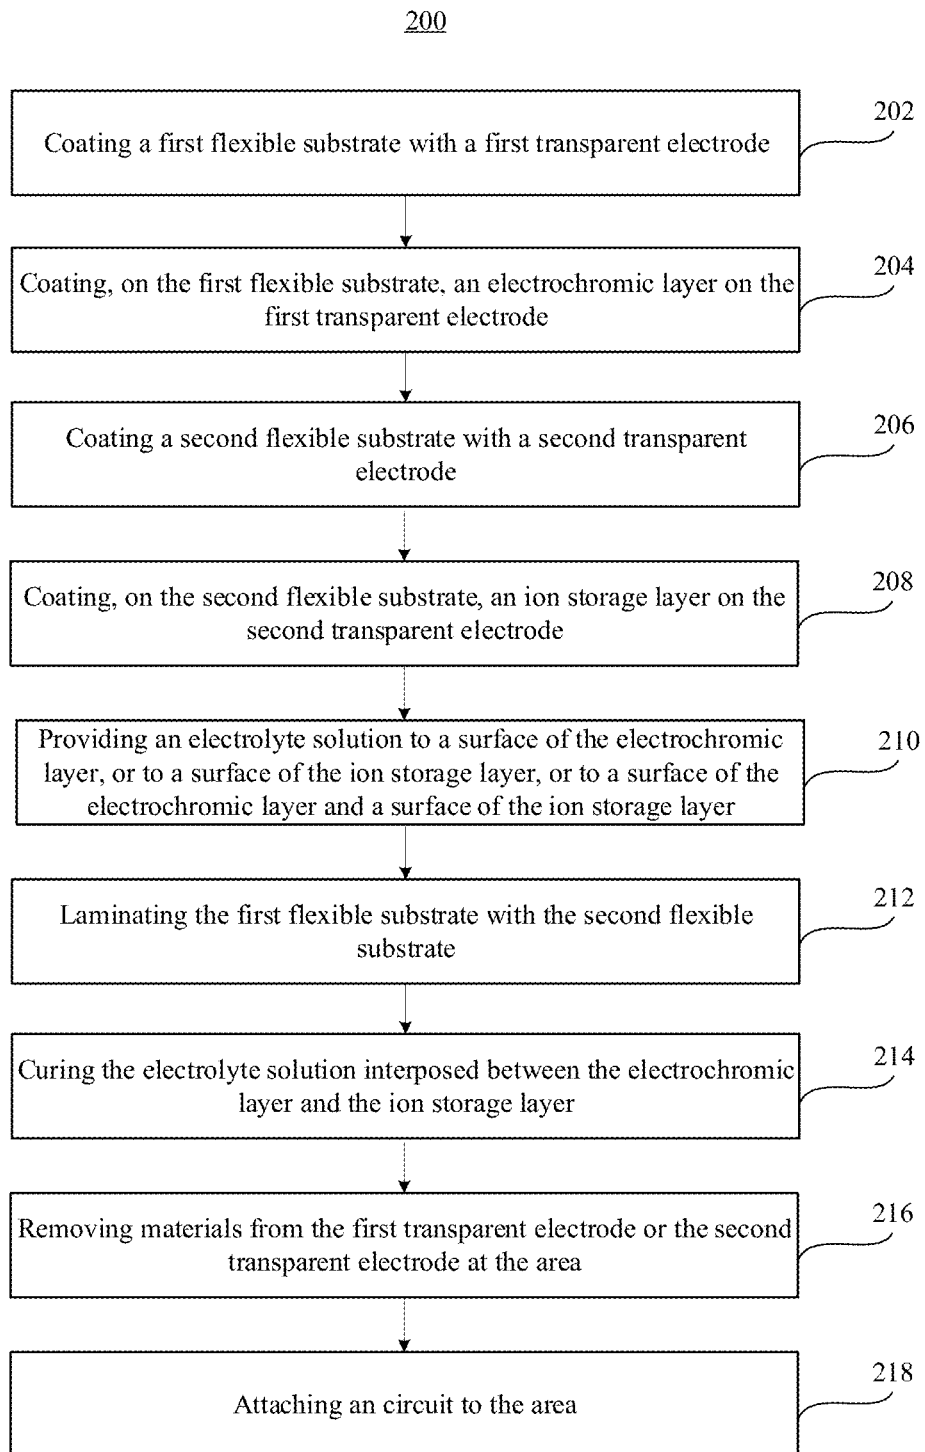 200
Coating a first flexible substrate with a first transparent electrode
202
Coating, on the first flexible substrate, an electrochromic layer on the
first transparent electrode
204
Coating a second flexible substrate with a second transparent
electrode
206
Coating, on the second flexible substrate, an ion storage layer on the
second transparent electrode
208
Providing an electrolyte solution to a surface of the electrochromic
layer, or to a surface of the ion storage layer, or to a surface of the
electrochromic layer and a surface of the ion storage layer
210
Laminating the first flexible substrate with the second flexible
substrate
212
Curing the electrolyte solution interposed between the electrochromic
layer and the ion storage layer
214
Removing materials from the first transparent electrode or the second
transparent electrode at the area
216
Attaching an circuit to the area
218